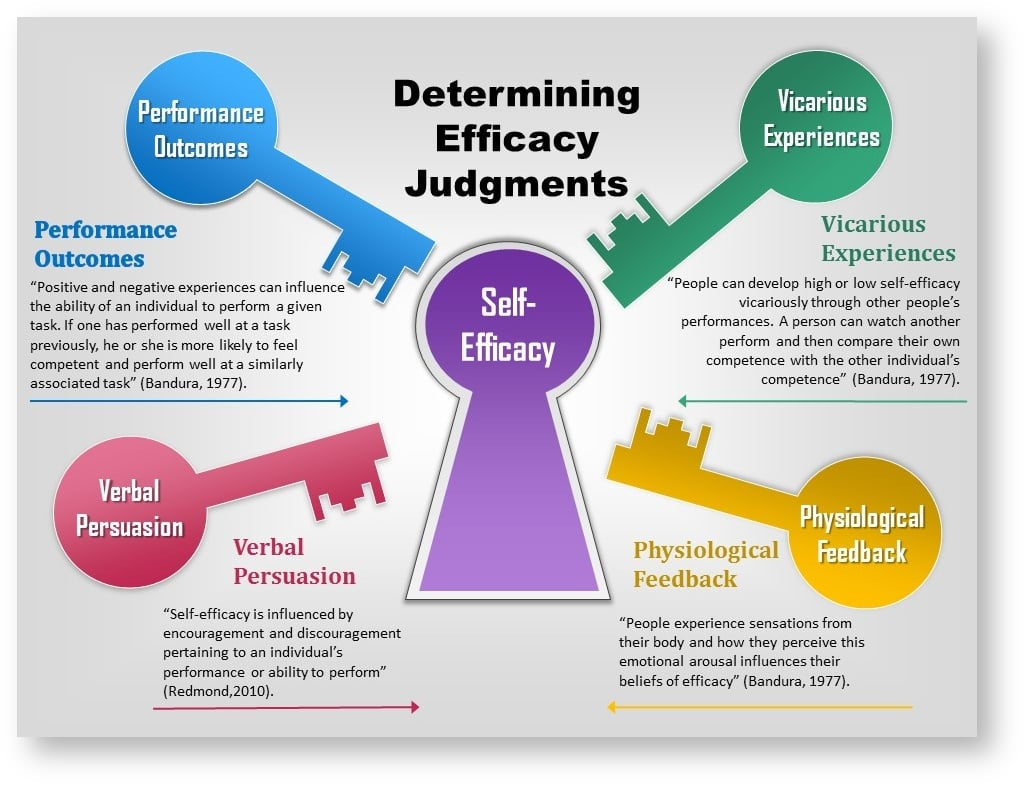 Determining
Efficacy
Judgments
Performance
Outcomes
Performance
Outcomes
“Positive and negative experiences can influence
the ability of an individual to perform a given
task. If one has performed well at a task
previously, he or she is more likely to feel
competent and perform well at a similarly
associated task” (Bandura, 1977).
Vicarious
Experiences
Vicarious
Experiences
“People can develop high or low self-efficacy
vicariously through other people’s
performances. A person can watch another
perform and then compare their own
competence with the other individual’s
competence” (Bandura, 1977).
Self-
Efficacy
Verbal
Persuasion
Verbal
Persuasion
“Self-efficacy is influenced by
encouragement and discouragement
pertaining to an individual’s
performance or ability to perform”
(Redmond,2010).
Physiological
Feedback
Physiological
Feedback
“People experience sensations from
their body and how they perceive this
emotional arousal influences their
beliefs of efficacy” (Bandura, 1977).